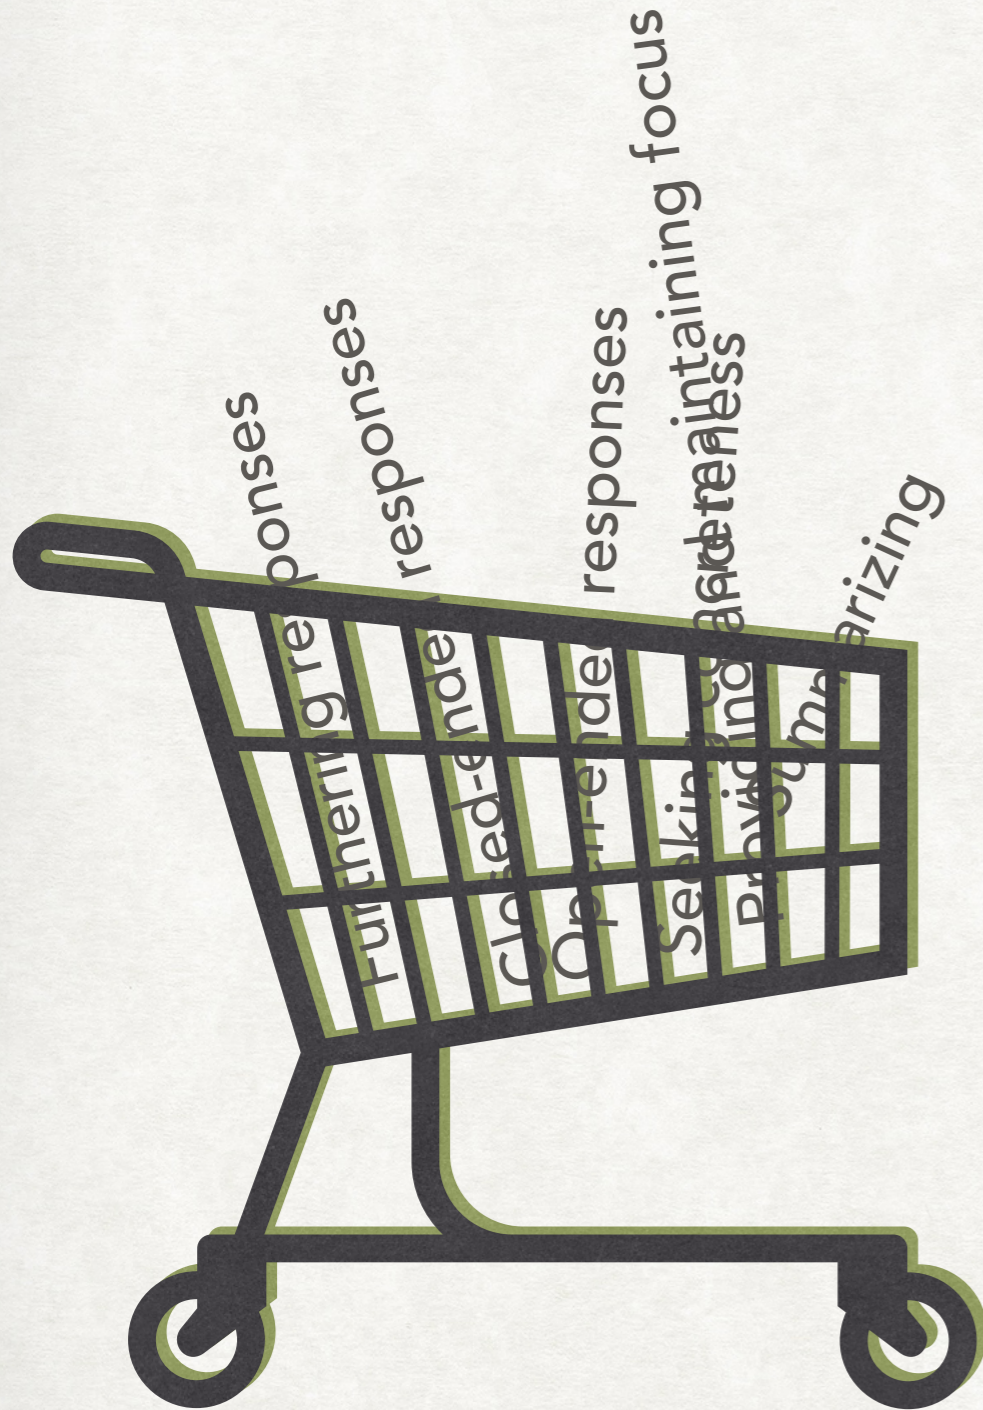 Furthering responses
Closed-ended responses
Open-ended responses
Seeking concreteness
Providing and maintaining focus
Summarizing